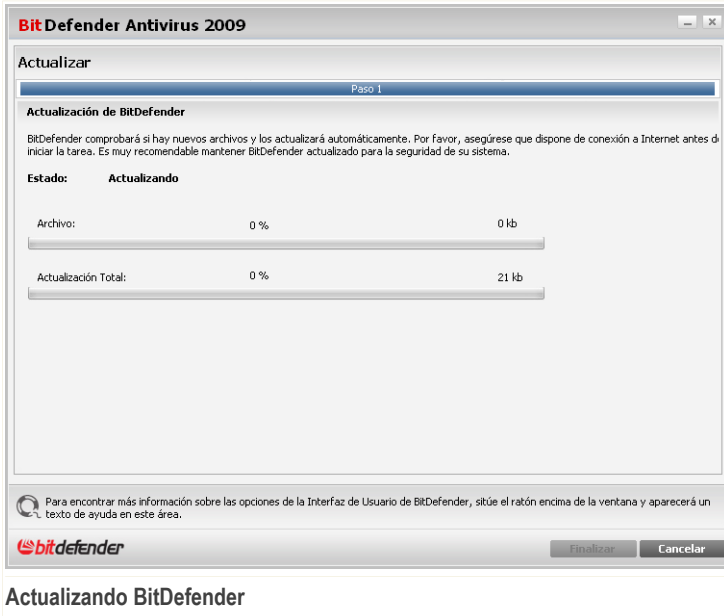 BitDefender Antivirus 2009
Actualizar
Paso 1
Actualización de BitDefender
BitDefender comprobará si hay nuevos archivos y los actualizará automáticamente. Por favor, asegúrese que dispone de conexión a Internet antes d
iniciar la tarea. Es muy recomendable mantener BitDefender actualizado para la seguridad de su sistema.
Estado: Actualizando
Archivo: 0 % 0 kb
Actualización Total: 0 % 21 kb
Para encontrar más información sobre las opciones de la Interfaz de Usuario de BitDefender, sitúe el ratón encima de la ventana y aparecerá un
texto de ayuda en este área.
bitdefender Finalizar Cancelar
Actualizando BitDefender